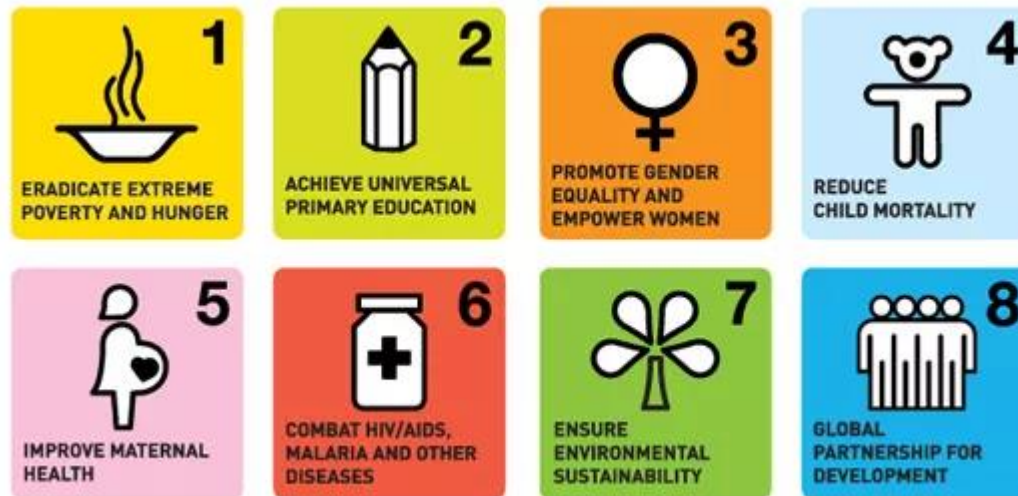 1
ERADICATE EXTREME
POVERTY AND HUNGER
2
ACHIEVE UNIVERSAL
PRIMARY EDUCATION
3
PROMOTE GENDER
EQUALITY AND
EMPOWER WOMEN
4
REDUCE
CHILD MORTALITY
5
IMPROVE MATERNAL
HEALTH
6
COMBAT HIV/AIDS,
MALARIA AND OTHER
DISEASES
7
ENSURE
ENVIRONMENTAL
SUSTAINABILITY
8
GLOBAL
PARTNERSHIP FOR
DEVELOPMENT